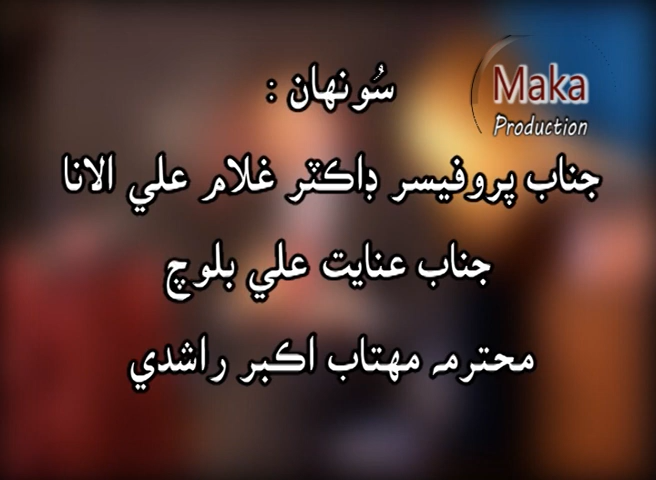 سُونهان :
Maka
Production
جناب پروفيسر ڊاڪٽر غلام علي الانا
جناب عنايت علي بلوچ
محترمہ مهتاب اڪبر راشدي